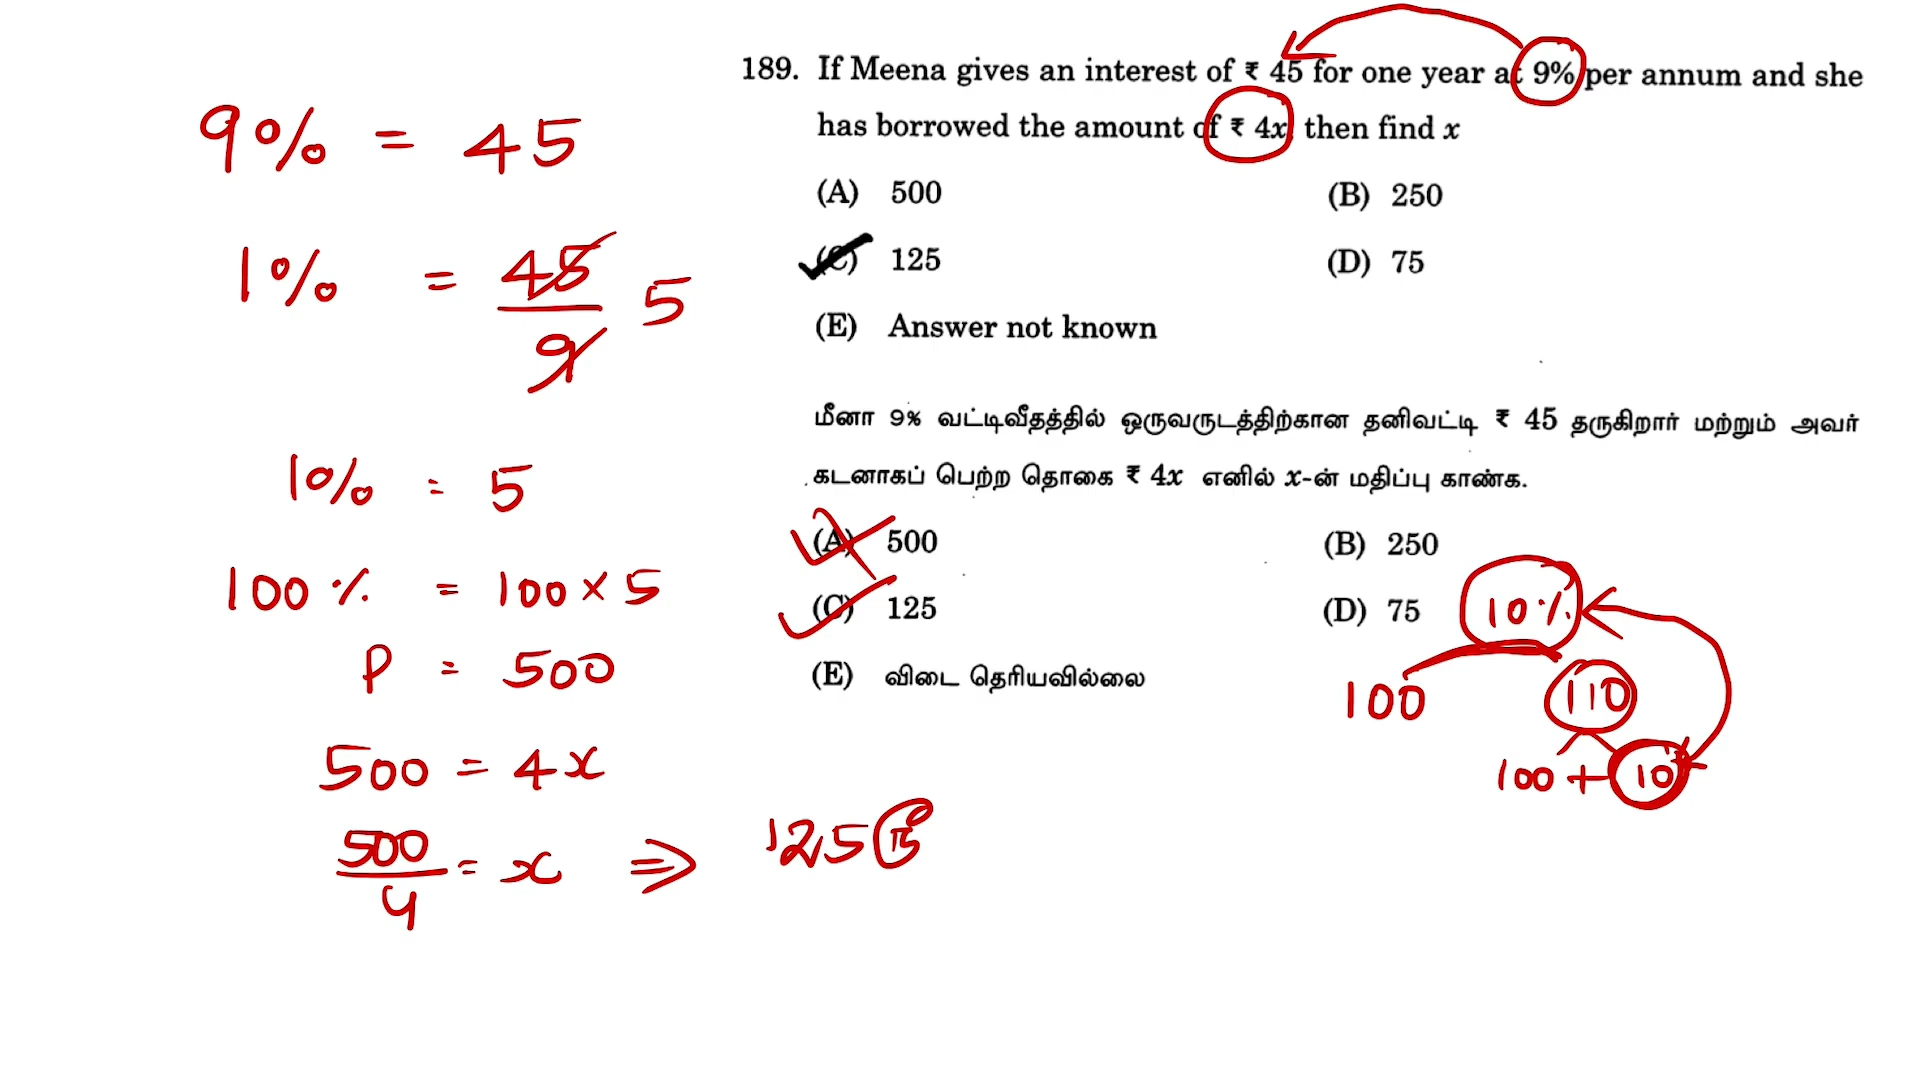 189. If Meena gives an interest of ₹ 45 for one year at 9% per annum and she
has borrowed the amount of ₹ 4x, then find x
(A) 500
(B) 250
(C) 125
(D) 75
(E) Answer not known
மீனா 9% வட்டிவீதத்தில் ஒருவருடத்திற்கான தனிவட்டி ₹ 45 தருகிறார் மற்றும் அவர்
கடனாகப் பெற்ற தொகை ₹ 4x எனில் x-ன் மதிப்பு காண்க.
(A) 500
(B) 250
(C) 125
(D) 75
(E) விடை தெரியவில்லை
9% = 45
1% = 45/9 5
1% = 5
100% = 100 × 5
P = 500
500 = 4x
500/4 = x ⇒ 125 ரூ
10%
100 110
100 + 10